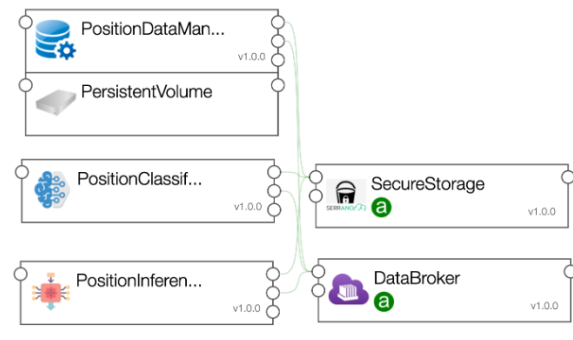 PositionDataMan...
v1.0.0
PersistentVolume
PositionClassif...
v1.0.0
SecureStorage
SERRANO
a
v1.0.0
PositionInferen...
v1.0.0
DataBroker
a
v1.0.0